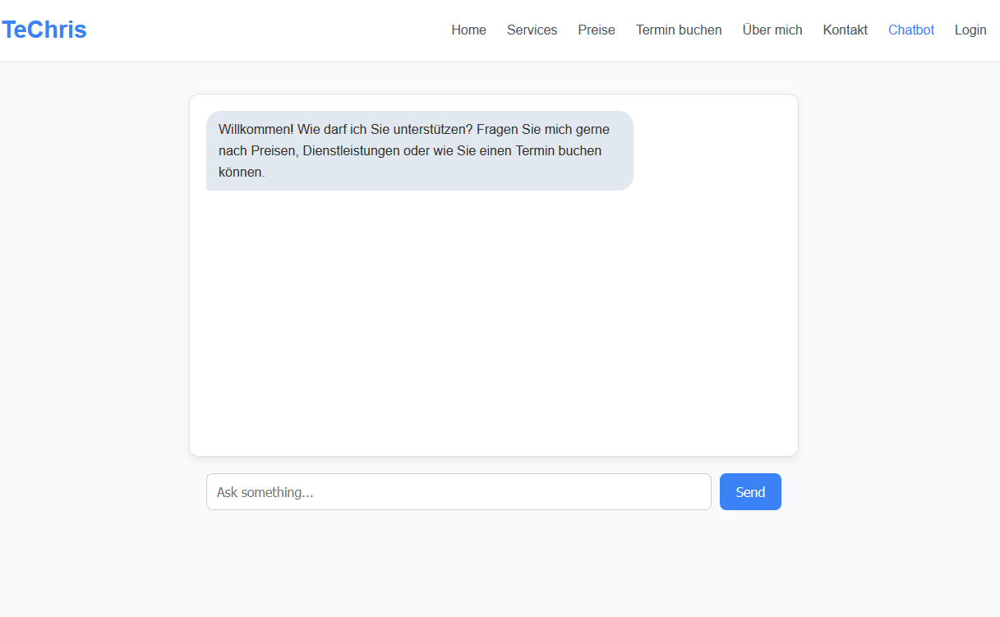 TeChris
Home Services Preise Termin buchen Über mich Kontakt Chatbot Login
Willkommen! Wie darf ich Sie unterstützen? Fragen Sie mich gerne
nach Preisen, Dienstleistungen oder wie Sie einen Termin buchen
können.
Ask something...
Send